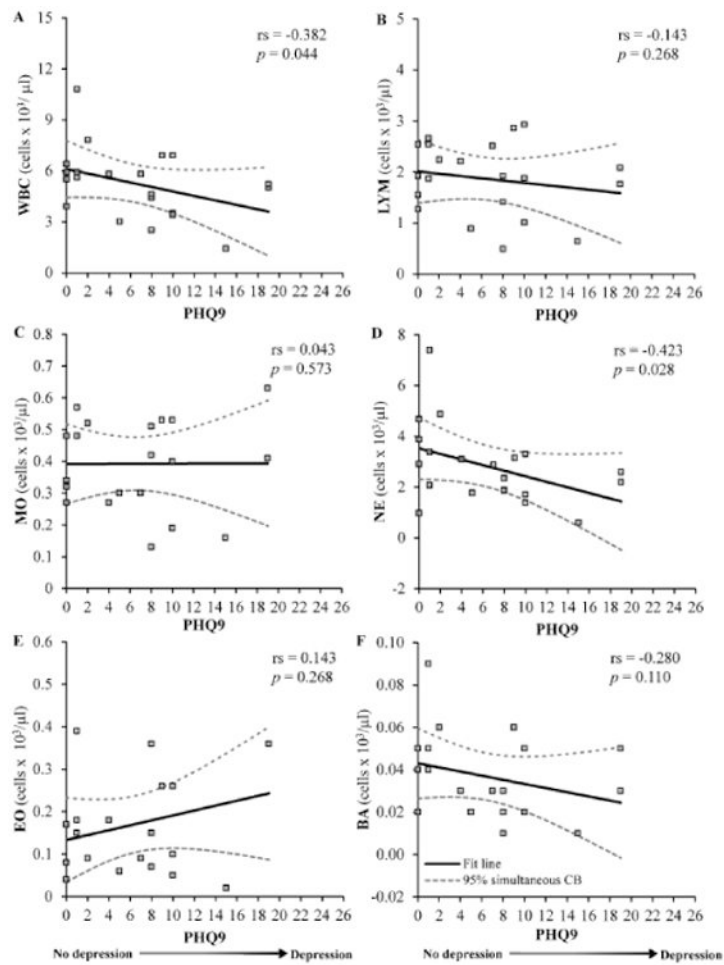 A
B
rs = -0.382
p = 0.044
rs = -0.143
p = 0.268
WBC (cells x 10³/ µl)
15
12
9
6
3
0
LYM (cells x 10³/µl)
5
4
3
2
1
0
0 2 4 6 8 10 12 14 16 18 20 22 24 26
PHQ9
0 2 4 6 8 10 12 14 16 18 20 22 24 26
PHQ9
C
D
rs = 0.043
p = 0.573
rs = -0.423
p = 0.028
MO (cells x 10³/µl)
0.8
0.7
0.6
0.5
0.4
0.3
0.2
0.1
0
NE (cells x 10³/µl)
8
6
4
2
0
-2
0 2 4 6 8 10 12 14 16 18 20 22 24 26
PHQ9
0 2 4 6 8 10 12 14 16 18 20 22 24 26
PHQ9
E
F
rs = 0.143
p = 0.268
rs = -0.280
p = 0.110
EO (cells x 10³/µl)
0.6
0.5
0.4
0.3
0.2
0.1
0
BA (cells x 10³/µl)
0.10
0.08
0.06
0.04
0.02
0.00
-0.02
Fit line
95% simultaneous CB
0 2 4 6 8 10 12 14 16 18 20 22 24 26
PHQ9
0 2 4 6 8 10 12 14 16 18 20 22 24 26
PHQ9
No depression Depression
No depression Depression